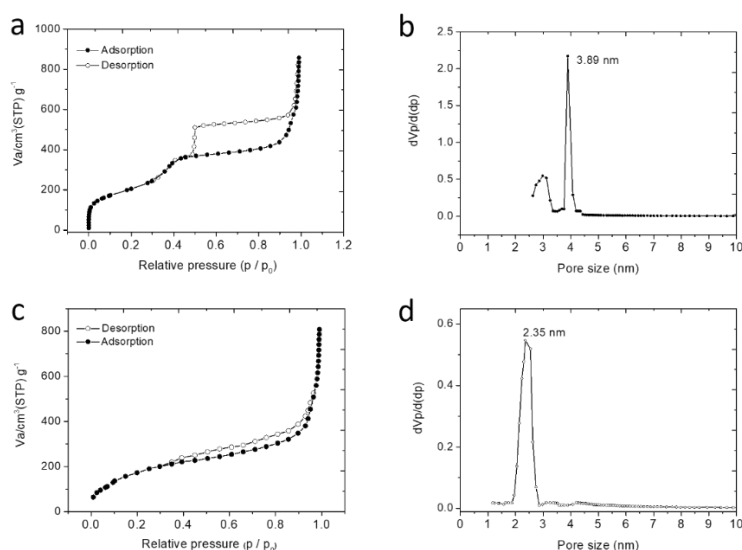 a
Va/cm³(STP) g⁻¹
1000
800
600
400
200
0
Adsorption
Desorption
0.0 0.2 0.4 0.6 0.8 1.0 1.2
Relative pressure (p / p₀)
b
dVp/d(dp)
2.5
2.0
1.5
1.0
0.5
0.0
3.89 nm
0 1 2 3 4 5 6 7 8 9 10
Pore size (nm)
c
Va/cm³(STP) g⁻¹
800
600
400
200
0
Desorption
Adsorption
0.0 0.2 0.4 0.6 0.8 1.0
Relative pressure (p / p₀)
d
dVp/d(dp)
0.6
0.4
0.2
0.0
2.35 nm
0 1 2 3 4 5 6 7 8 9 10
Pore size (nm)